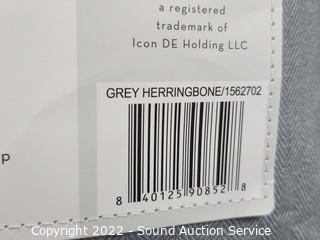 a registered
trademark of
Icon DE Holding LLC
GREY HERRINGBONE/1562702
p
8 40125 90852 8
Copyright 2022 - Sound Auction Service